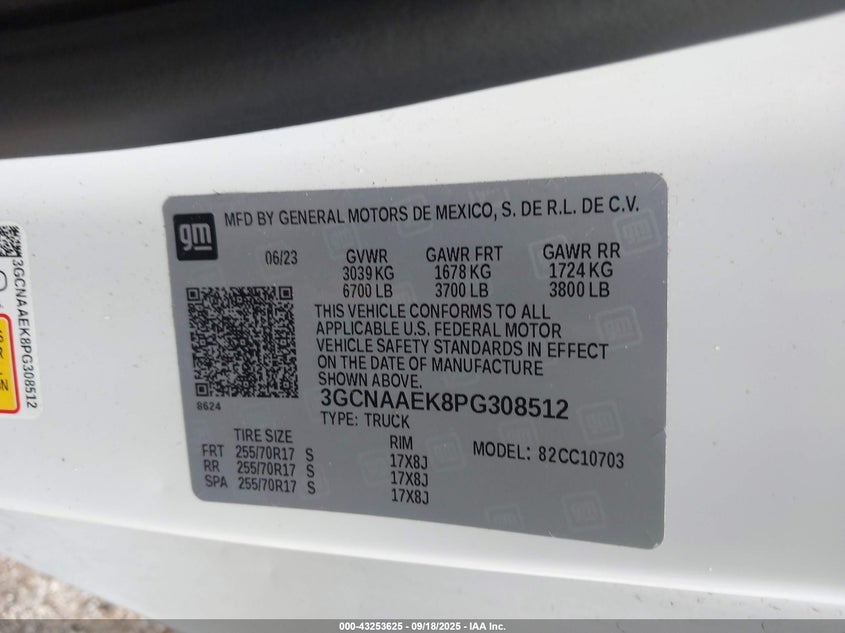 gm
MFD BY GENERAL MOTORS DE MEXICO, S. DE R.L. DE C.V.
06/23 GVWR GAWR FRT GAWR RR
3039 KG 1678 KG 1724 KG
6700 LB 3700 LB 3800 LB
THIS VEHICLE CONFORMS TO ALL
APPLICABLE U.S. FEDERAL MOTOR
VEHICLE SAFETY STANDARDS IN EFFECT
ON THE DATE OF MANUFACTURE
SHOWN ABOVE.
8624
3GCNAAEK8PG308512
TYPE: TRUCK
TIRE SIZE RIM MODEL: 82CC10703
FRT 255/70R17 S 17X8J
RR 255/70R17 S 17X8J
SPA 255/70R17 S 17X8J
3GCNAAEK8PG308512
000-43253625 - 09/18/2025 - IAA Inc.